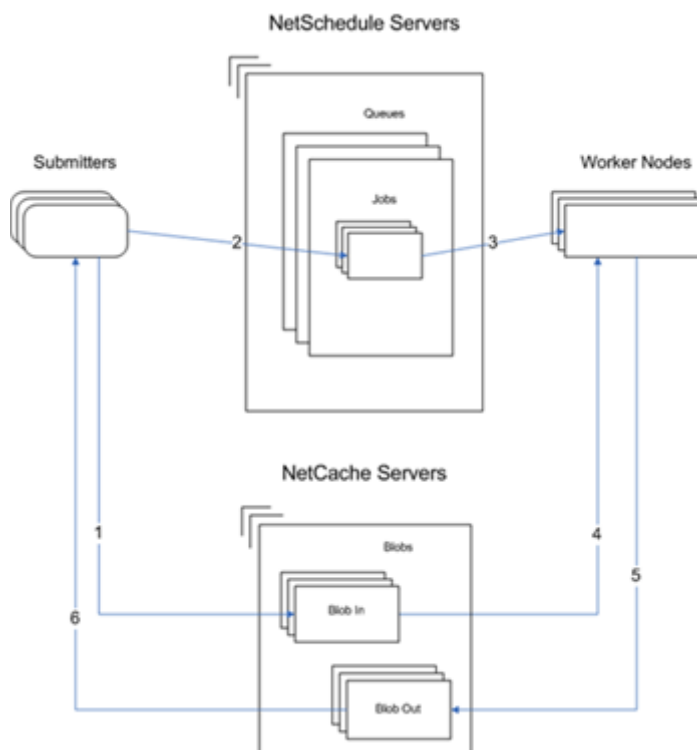 NetSchedule Servers
Queues
Submitters
Worker Nodes
Jobs
2
3
NetCache Servers
1
4
Blobs
5
Blob In
6
Blob Out